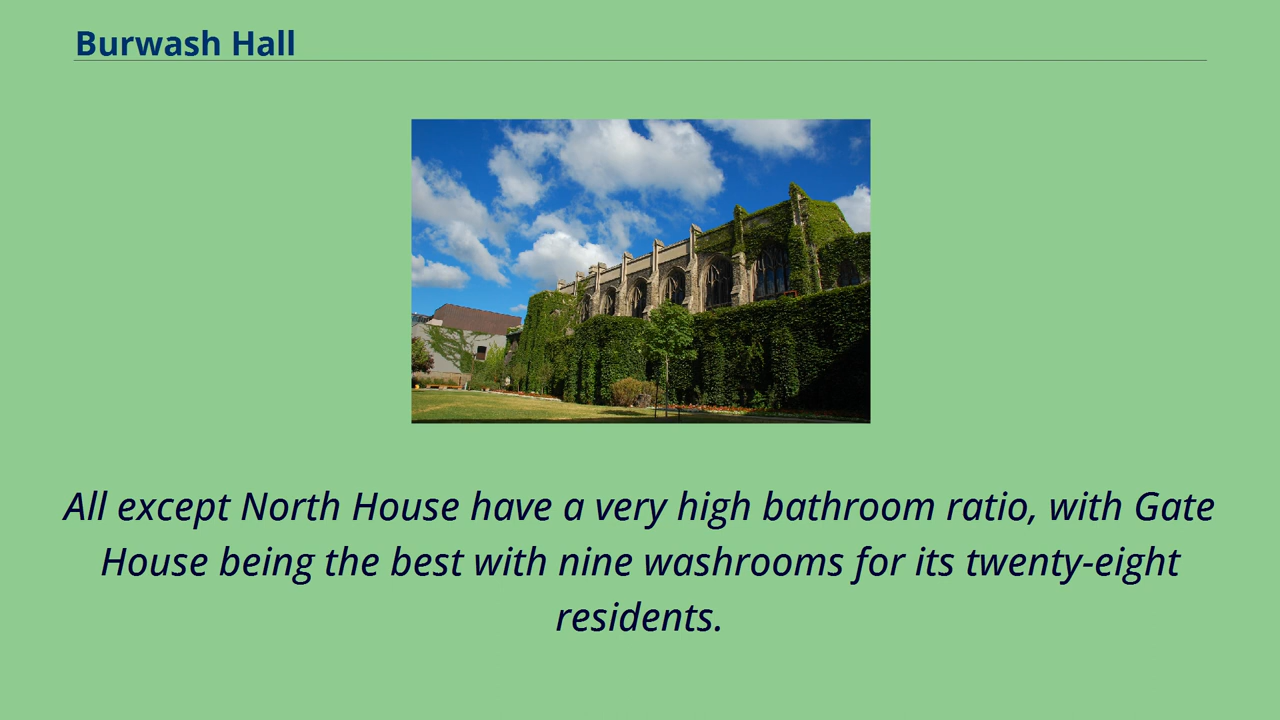 Burwash Hall
All except North House have a very high bathroom ratio, with Gate
House being the best with nine washrooms for its twenty-eight
residents.